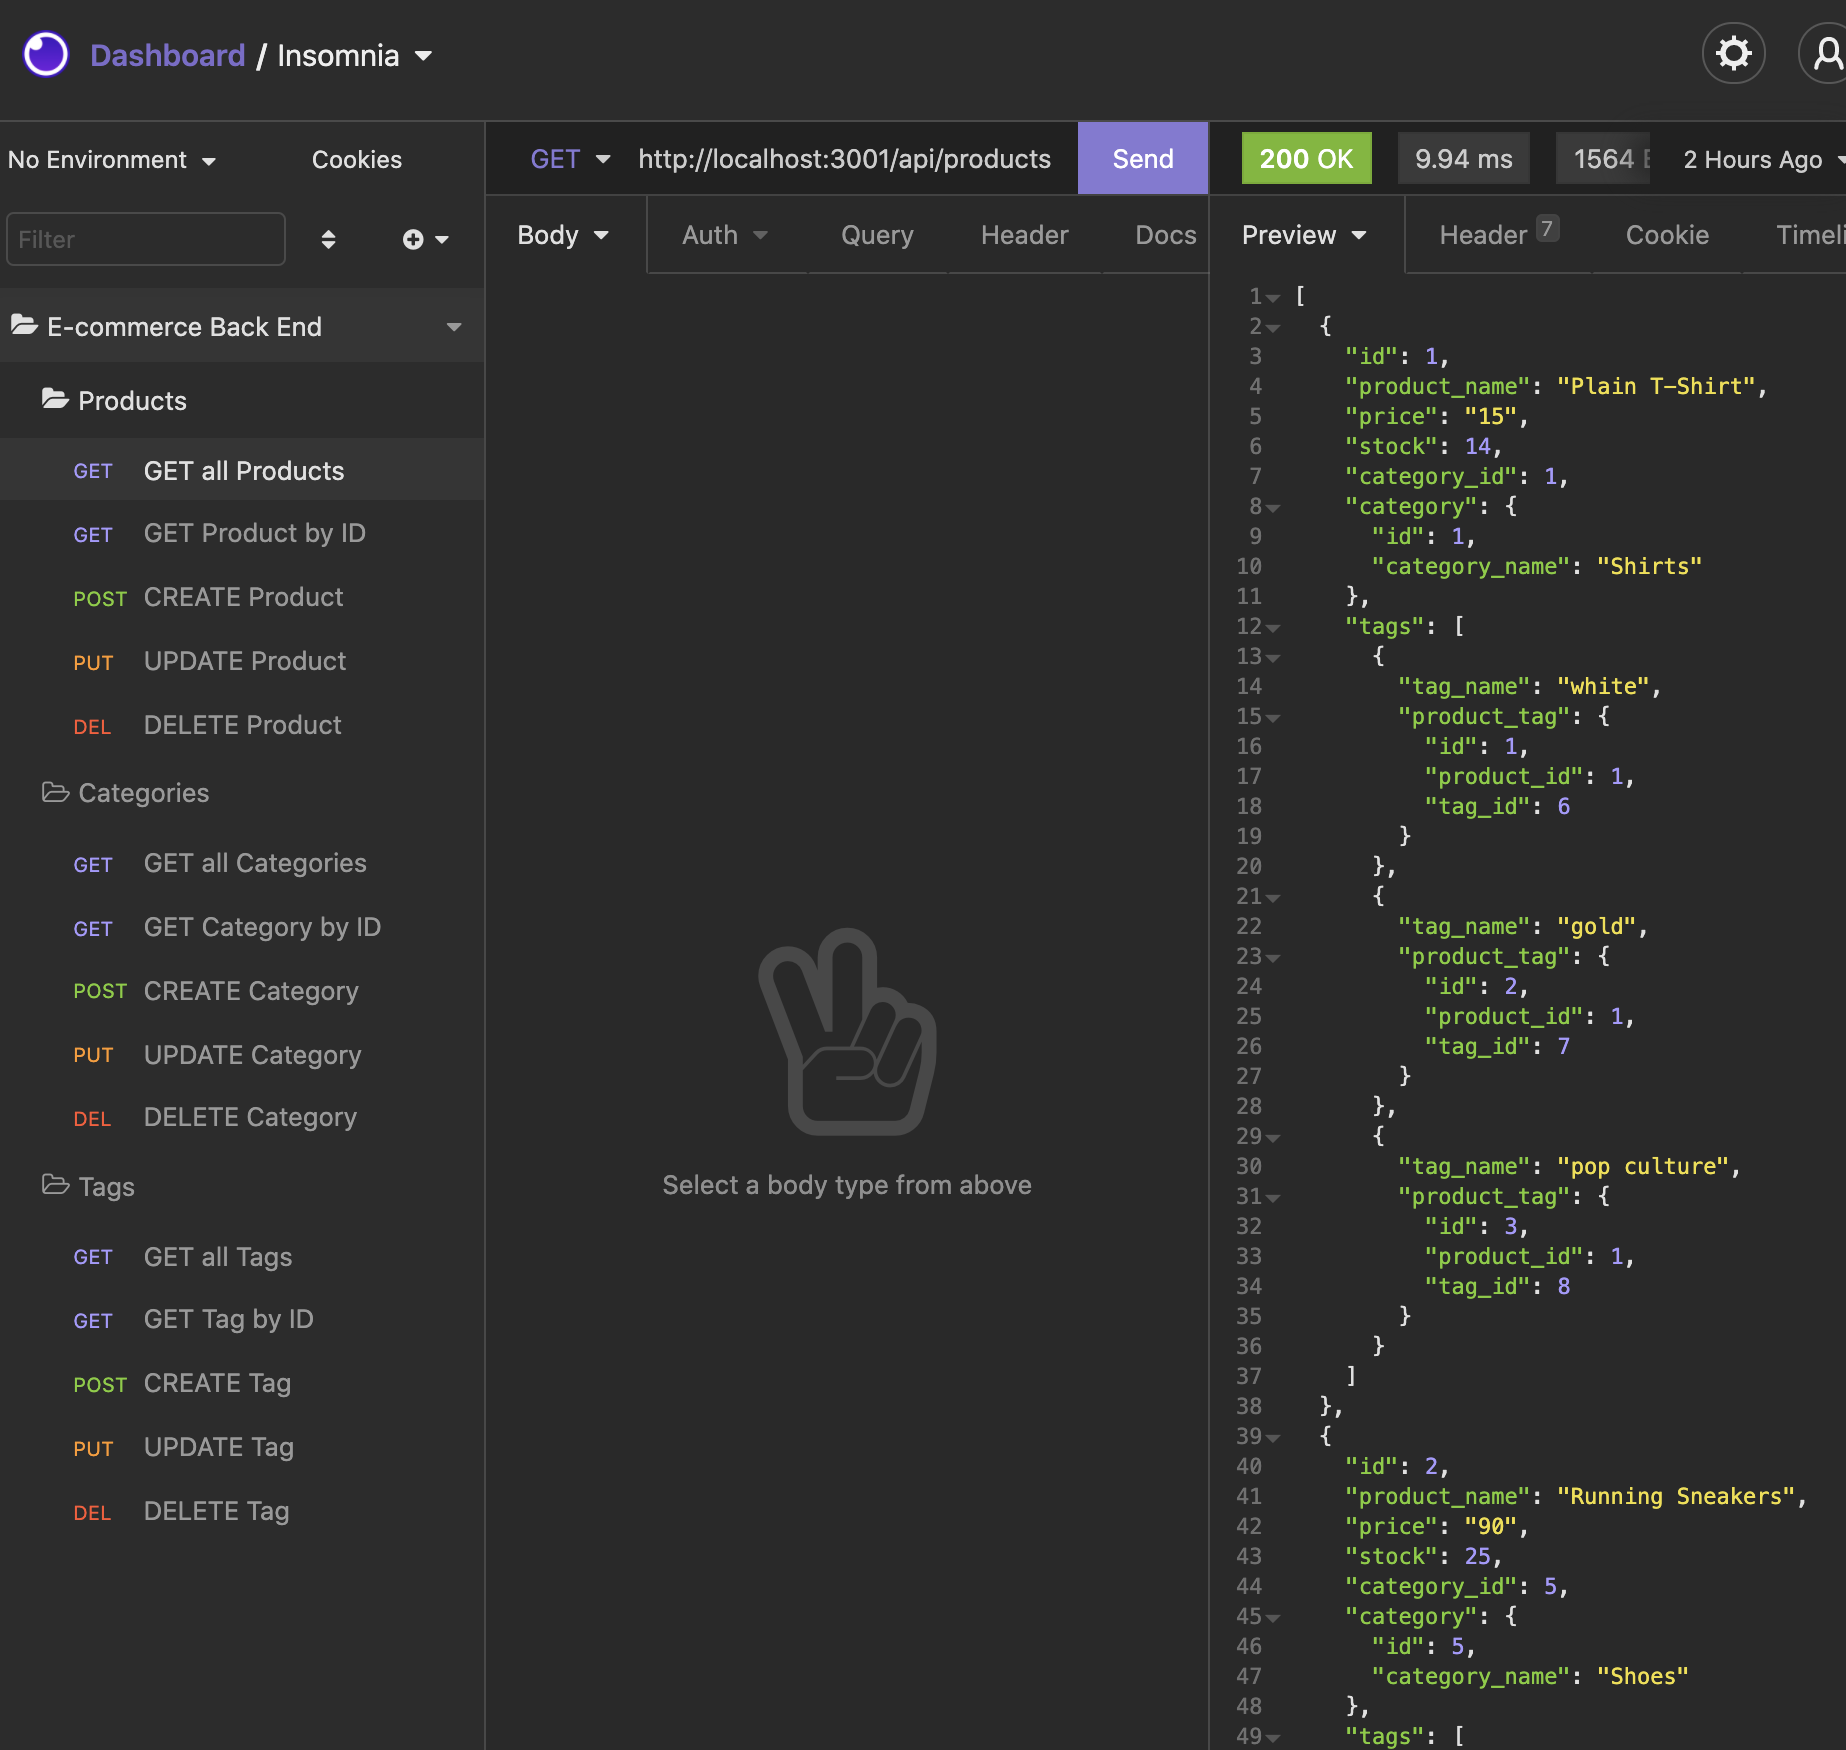 Dashboard / Insomnia
No Environment
Cookies
Filter
E-commerce Back End
Products
GET GET all Products
GET GET Product by ID
POST CREATE Product
PUT UPDATE Product
DEL DELETE Product
Categories
GET GET all Categories
GET GET Category by ID
POST CREATE Category
PUT UPDATE Category
DEL DELETE Category
Tags
GET GET all Tags
GET GET Tag by ID
POST CREATE Tag
PUT UPDATE Tag
DEL DELETE Tag
GET http://localhost:3001/api/products Send
Body Auth Query Header Docs
Select a body type from above
200 OK 9.94 ms 1564 2 Hours Ago
Preview Header 7 Cookie Timeli
1 [
2 {
3 "id": 1,
4 "product_name": "Plain T-Shirt",
5 "price": "15",
6 "stock": 14,
7 "category_id": 1,
8 "category": {
9 "id": 1,
10 "category_name": "Shirts"
11 },
12 "tags": [
13 {
14 "tag_name": "white",
15 "product_tag": {
16 "id": 1,
17 "product_id": 1,
18 "tag_id": 6
19 }
20 },
21 {
22 "tag_name": "gold",
23 "product_tag": {
24 "id": 2,
25 "product_id": 1,
26 "tag_id": 7
27 }
28 },
29 {
30 "tag_name": "pop culture",
31 "product_tag": {
32 "id": 3,
33 "product_id": 1,
34 "tag_id": 8
35 }
36 }
37 ]
38 },
39 {
40 "id": 2,
41 "product_name": "Running Sneakers",
42 "price": "90",
43 "stock": 25,
44 "category_id": 5,
45 "category": {
46 "id": 5,
47 "category_name": "Shoes"
48 },
49 "tags": [